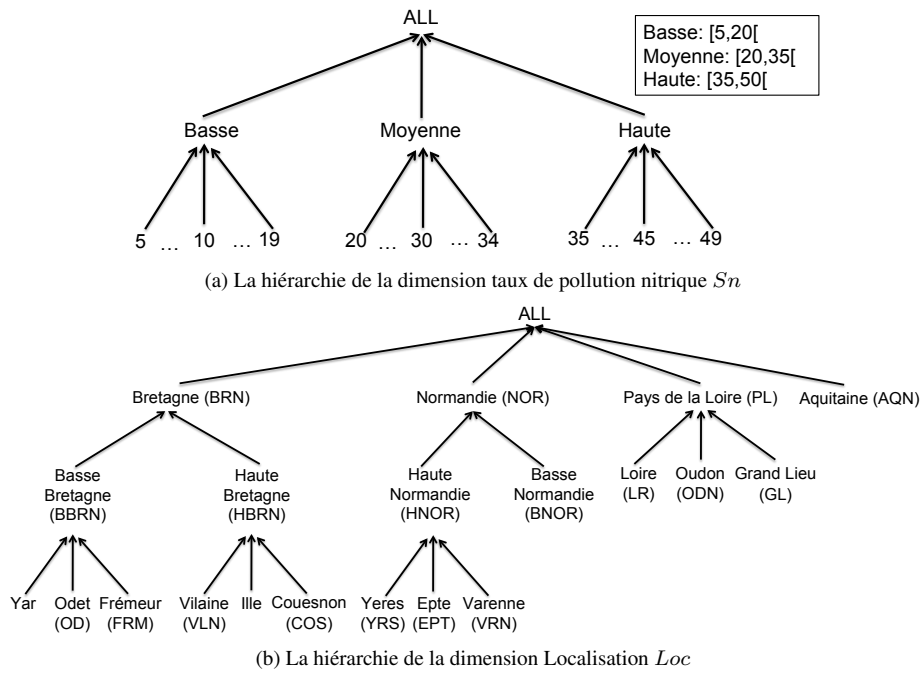 ALL
Basse: [5,20[
Moyenne: [20,35[
Haute: [35,50[
Basse Moyenne Haute
5 ... 10 ... 19 20 ... 30 ... 34 35 ... 45 ... 49
(a) La hiérarchie de la dimension taux de pollution nitrique Sn
ALL
Bretagne (BRN) Normandie (NOR) Pays de la Loire (PL) Aquitaine (AQN)
Basse Bretagne (BBRN)
Haute Bretagne (HBRN)
Haute Normandie (HNOR)
Basse Normandie (BNOR)
Loire (LR)
Oudon (ODN)
Grand Lieu (GL)
Yar
Odet (OD)
Frémeur (FRM)
Vilaine (VLN)
Ille
Couesnon (COS)
Yeres (YRS)
Epte (EPT)
Varenne (VRN)
(b) La hiérarchie de la dimension Localisation Loc